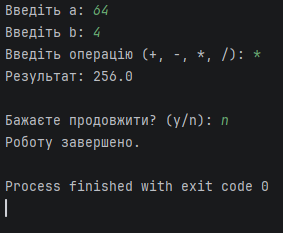 Введіть a: 64
Введіть b: 4
Введіть операцію (+, -, *, /): *
Результат: 256.0
Бажаєте продовжити? (y/n): n
Роботу завершено.
Process finished with exit code 0